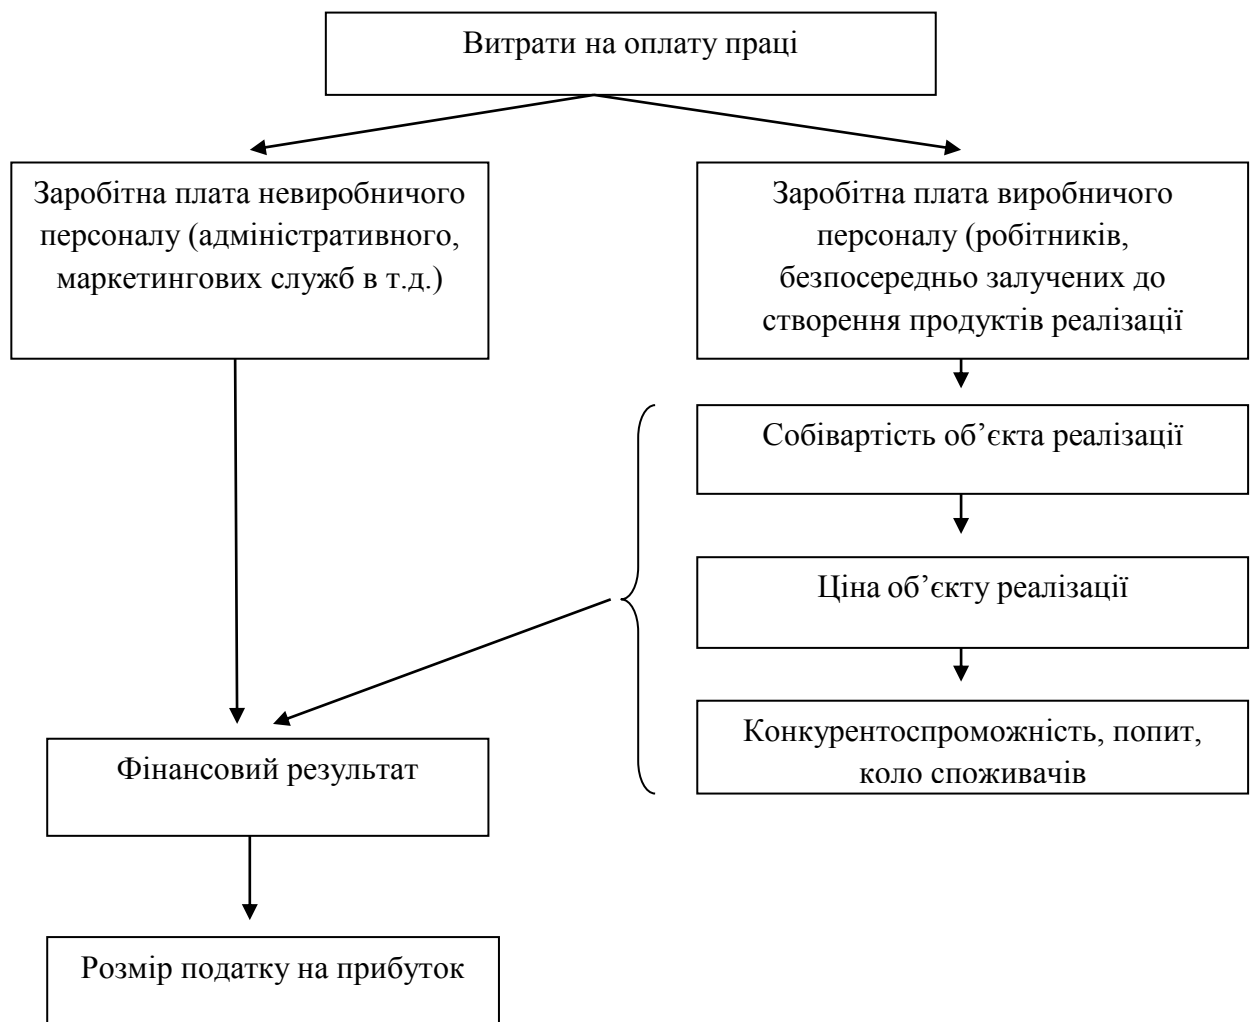 Витрати на оплату праці
Заробітна плата невиробничого
персоналу (адміністративного,
маркетингових служб в т.д.)
Заробітна плата виробничого
персоналу (робітників,
безпосередньо залучених до
створення продуктів реалізації
Собівартість об’єкта реалізації
Ціна об’єкту реалізації
Конкурентоспроможність, попит,
коло споживачів
Фінансовий результат
Розмір податку на прибуток